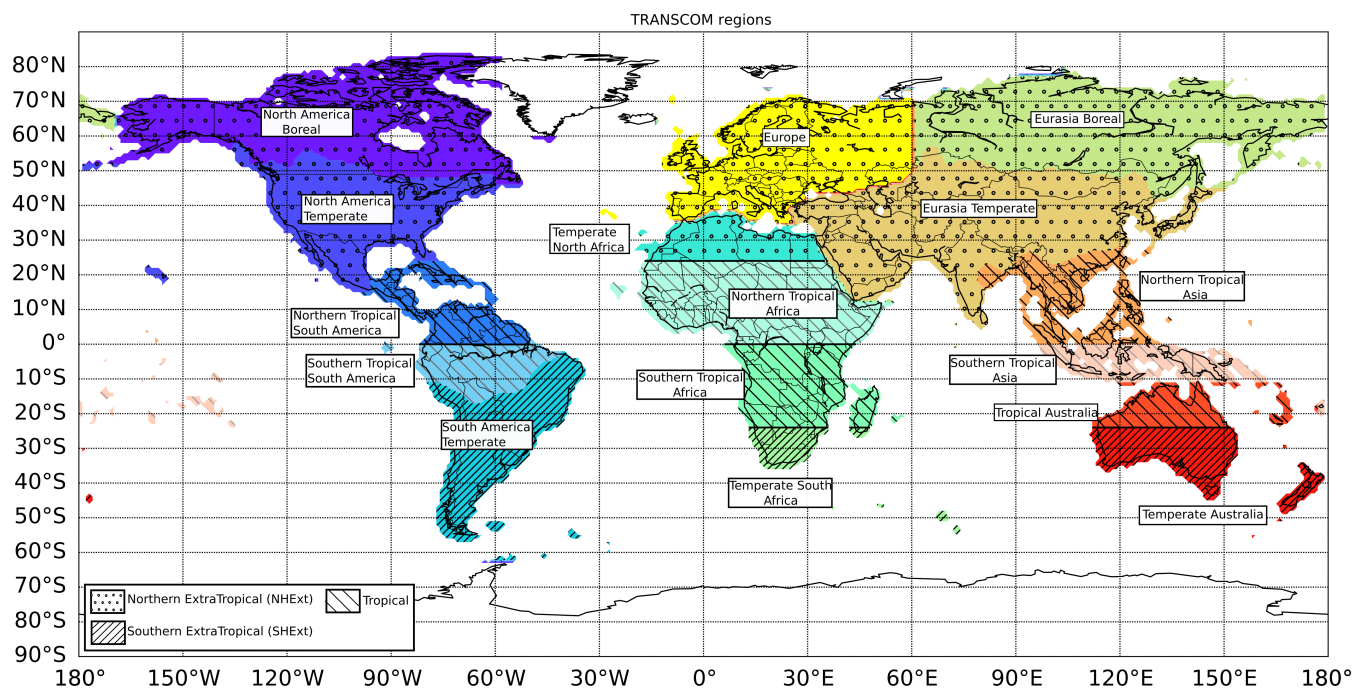 TRANSCOM regions
80°N
70°N
60°N
50°N
40°N
30°N
20°N
10°N
0°
10°S
20°S
30°S
40°S
50°S
60°S
70°S
80°S
90°S
North America
Boreal
Europe
Eurasia Boreal
North America
Temperate
Eurasia Temperate
Temperate
North Africa
Northern Tropical
Asia
Northern Tropical
Africa
Northern Tropical
South America
Southern Tropical
South America
Southern Tropical
Africa
Southern Tropical
Asia
Tropical Australia
South America
Temperate
Temperate South
Africa
Temperate Australia
Northern ExtraTropical (NHExt)
Tropical
Southern ExtraTropical (SHExt)
180°
150°W
120°W
90°W
60°W
30°W
0°
30°E
60°E
90°E
120°E
150°E
180°